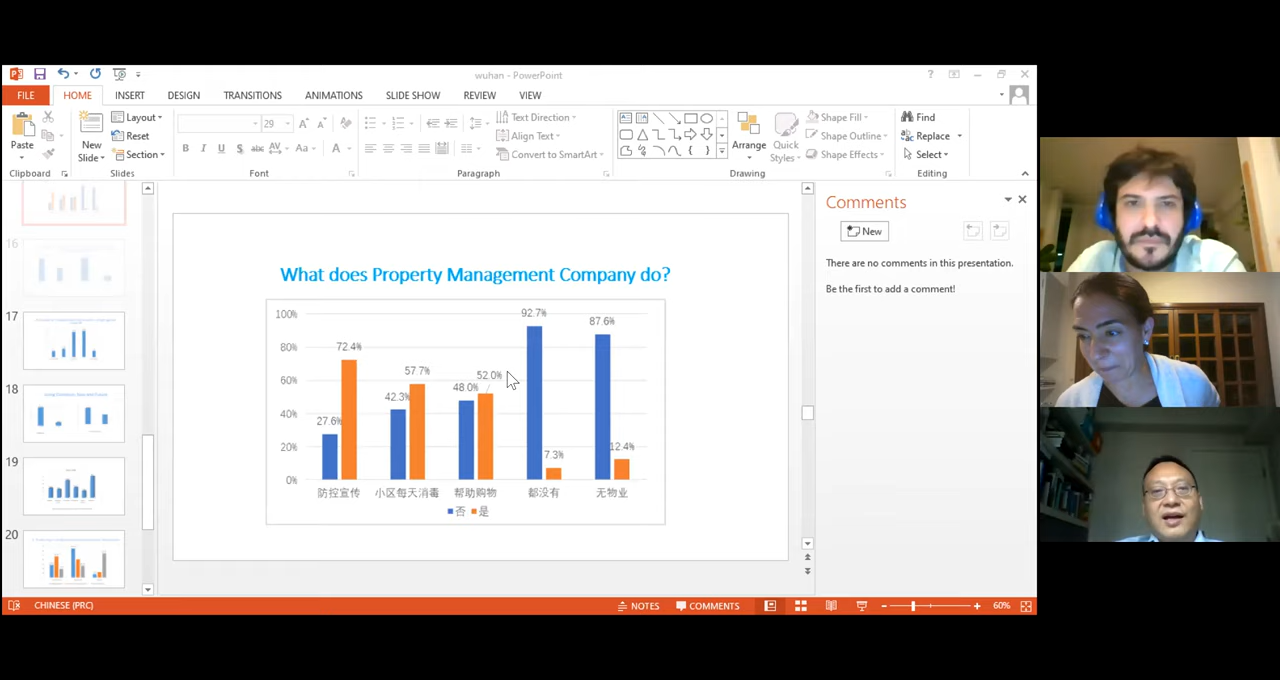 wuhan - PowerPoint
?
FILE HOME INSERT DESIGN TRANSITIONS ANIMATIONS SLIDE SHOW REVIEW VIEW
Paste
Clipboard
New
Slide
Layout
Reset
Section
Slides
29
B I U S abc AV Aa A
Font
Text Direction
Align Text
Convert to SmartArt
Paragraph
Arrange
Quick
Styles
Shape Fill
Shape Outline
Shape Effects
Drawing
Find
Replace
Select
Editing
16
17
18
19
20
What does Property Management Company do?
100%
80%
60%
40%
20%
0%
27.6% 72.4%
42.3% 57.7%
48.0% 52.0%
92.7% 7.3%
87.6% 12.4%
防控宣传 小区每天消毒 帮助购物 都没有 无物业
否 是
Comments
New
There are no comments in this presentation.
Be the first to add a comment!
CHINESE (PRC)
NOTES COMMENTS 60%